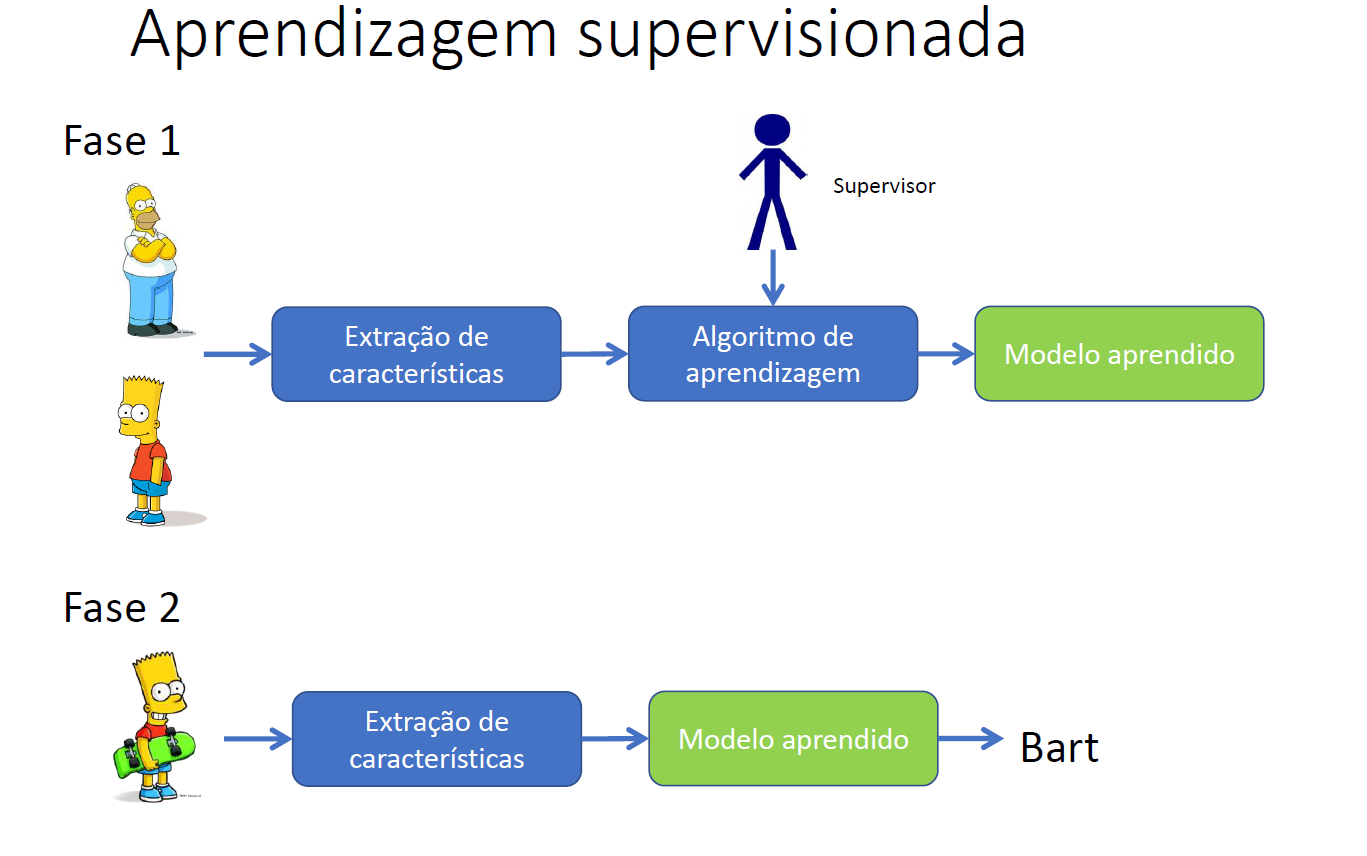 Aprendizagem supervisionada
Fase 1
Supervisor
Extração de
características
Algoritmo de
aprendizagem
Modelo aprendido
Fase 2
Extração de
características
Modelo aprendido
Bart